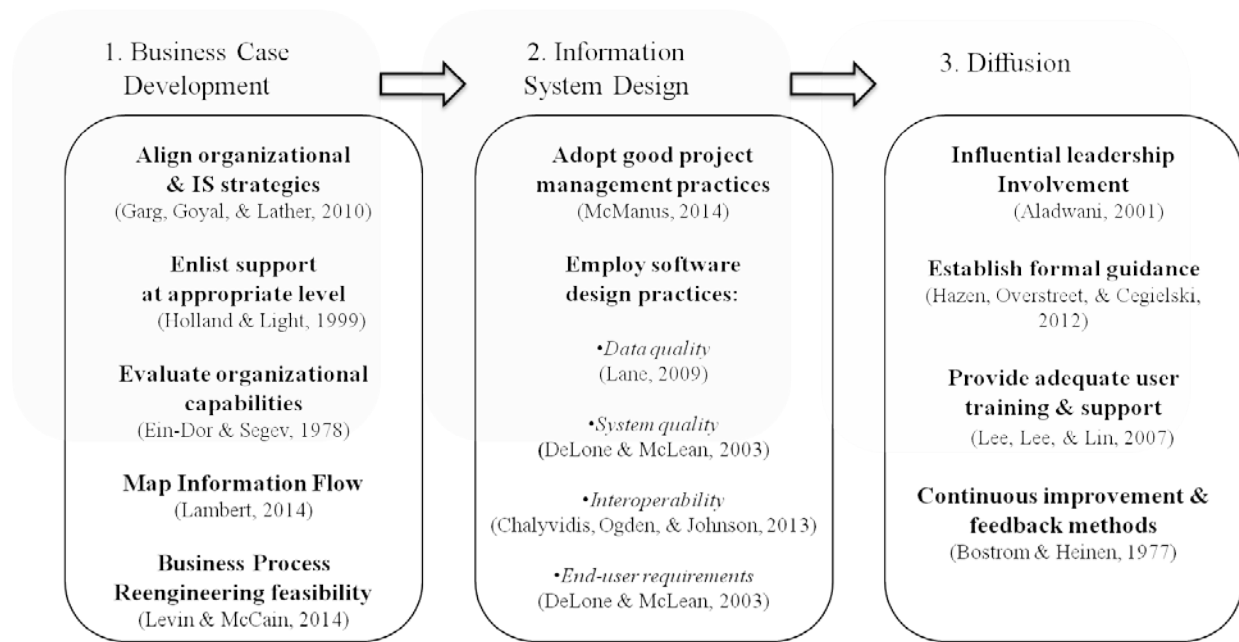 1. Business Case
Development
Align organizational
& IS strategies
(Garg, Goyal, & Lather, 2010)
Enlist support
at appropriate level
(Holland & Light, 1999)
Evaluate organizational
capabilities
(Ein-Dor & Segev, 1978)
Map Information Flow
(Lambert, 2014)
Business Process
Reengineering feasibility
(Levin & McCain, 2014)
2. Information
System Design
Adopt good project
management practices
(McManus, 2014)
Employ software
design practices:
•Data quality
(Lane, 2009)
•System quality
(DeLone & McLean, 2003)
•Interoperability
(Chalyvidis, Ogden, & Johnson, 2013)
•End-user requirements
(DeLone & McLean, 2003)
3. Diffusion
Influential leadership
Involvement
(Aladwani, 2001)
Establish formal guidance
(Hazen, Overstreet, & Cegielski,
2012)
Provide adequate user
training & support
(Lee, Lee, & Lin, 2007)
Continuous improvement &
feedback methods
(Bostrom & Heinen, 1977)